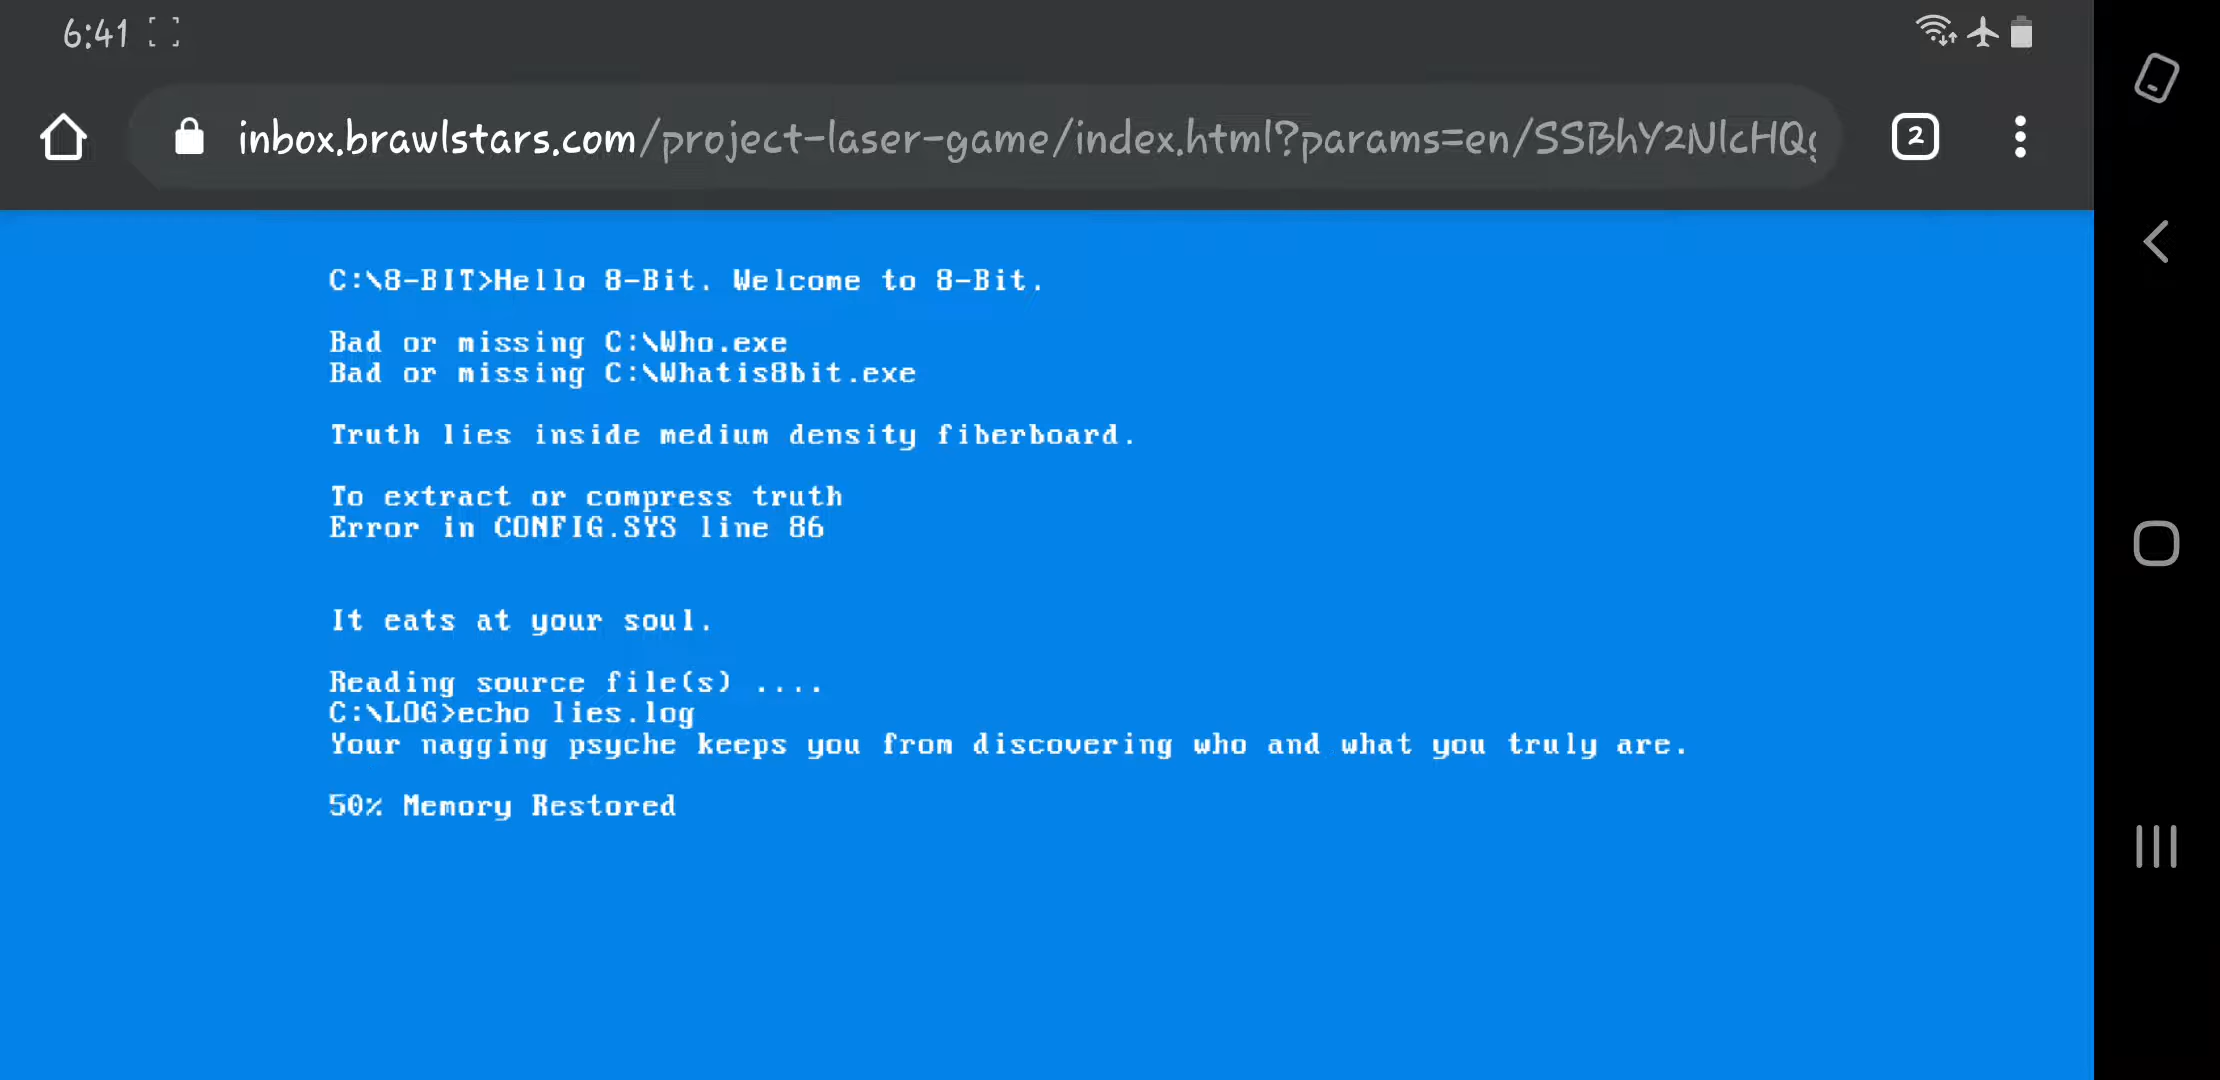 6:41
inbox.brawlstars.com/project-laser-game/index.html?params=en/SSBhY2NlcHQg
2
C:\8-BIT>Hello 8-Bit. Welcome to 8-Bit.
Bad or missing C:\Who.exe
Bad or missing C:\Whatis8bit.exe
Truth lies inside medium density fiberboard.
To extract or compress truth
Error in CONFIG.SYS line 86
It eats at your soul.
Reading source file(s) ....
C:\LOG>echo lies.log
Your nagging psyche keeps you from discovering who and what you truly are.
50% Memory Restored